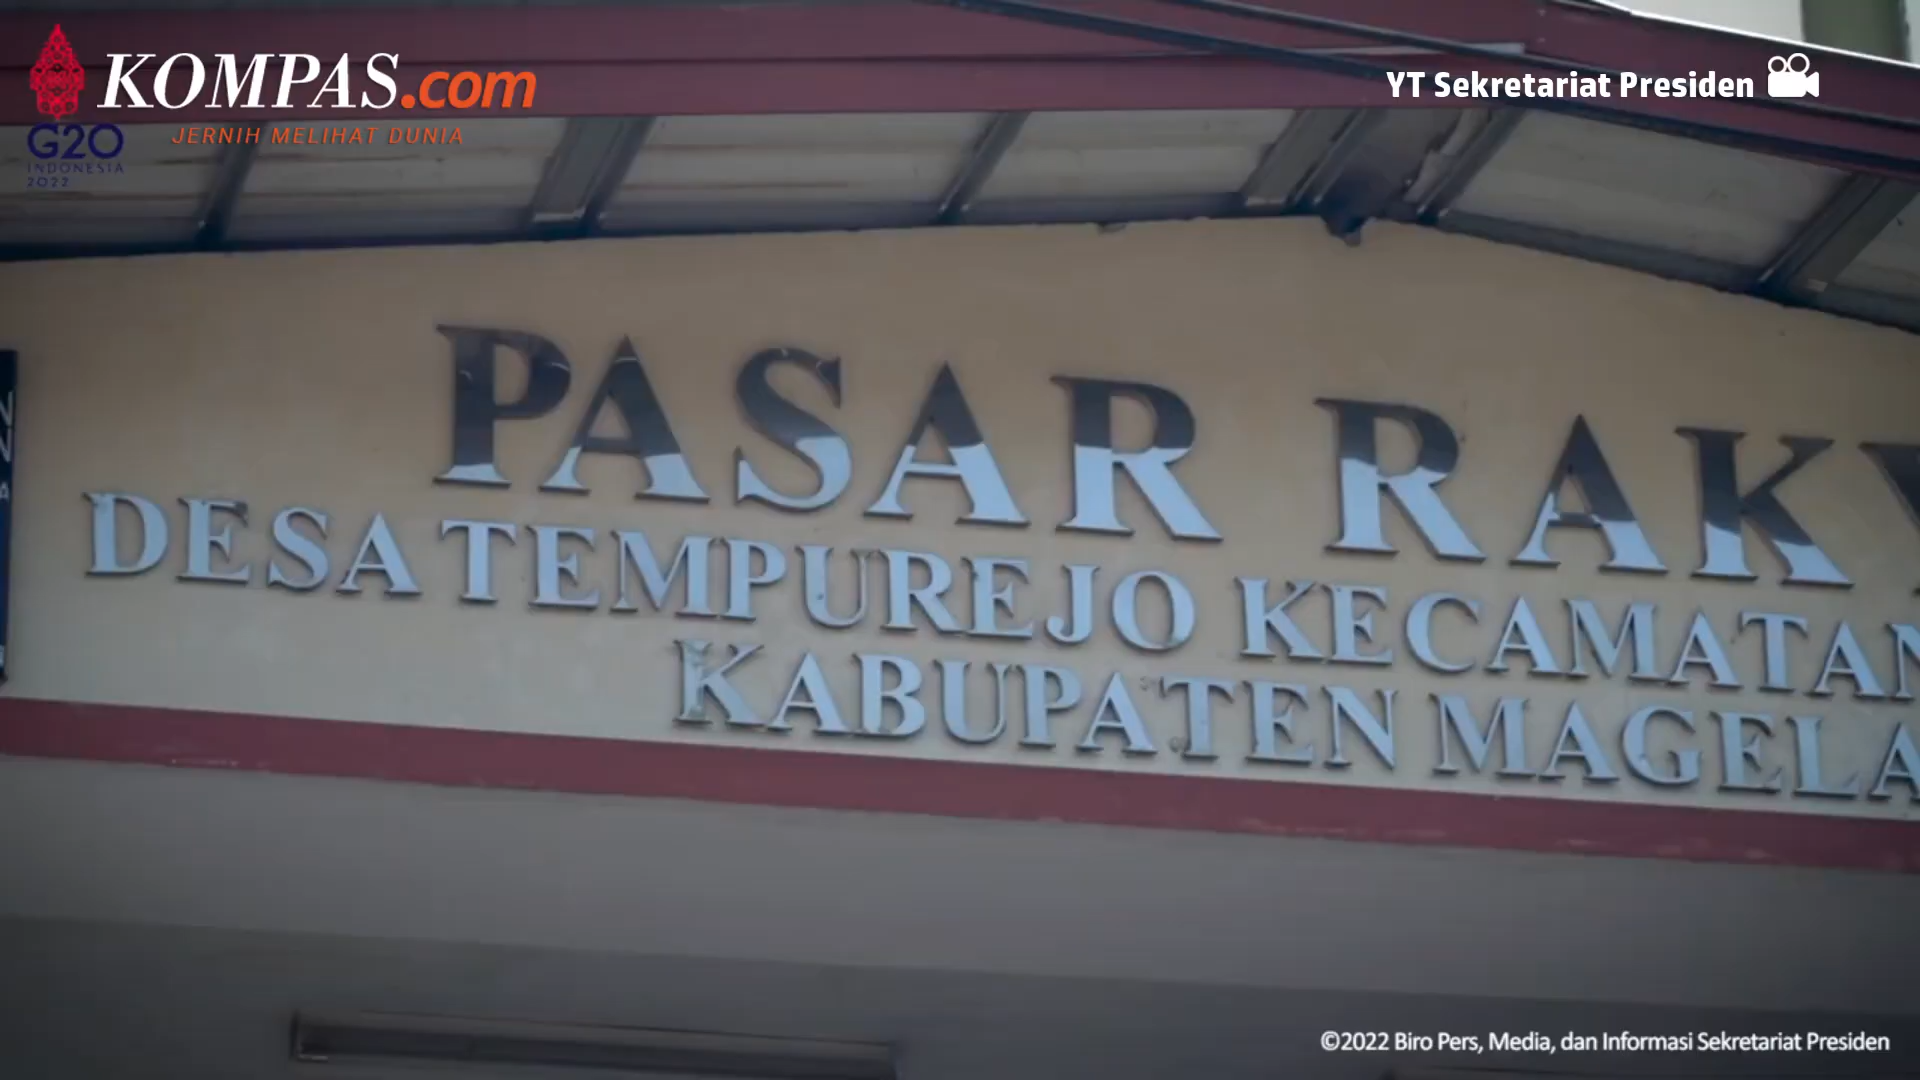 KOMPAS.com
JERNIH MELIHAT DUNIA
G20
INDONESIA
2022
YT Sekretariat Presiden
PASAR RAK
DESA TEMPUREJO KECAMATAN
KABUPATEN MAGELA
©2022 Biro Pers, Media, dan Informasi Sekretariat Presiden